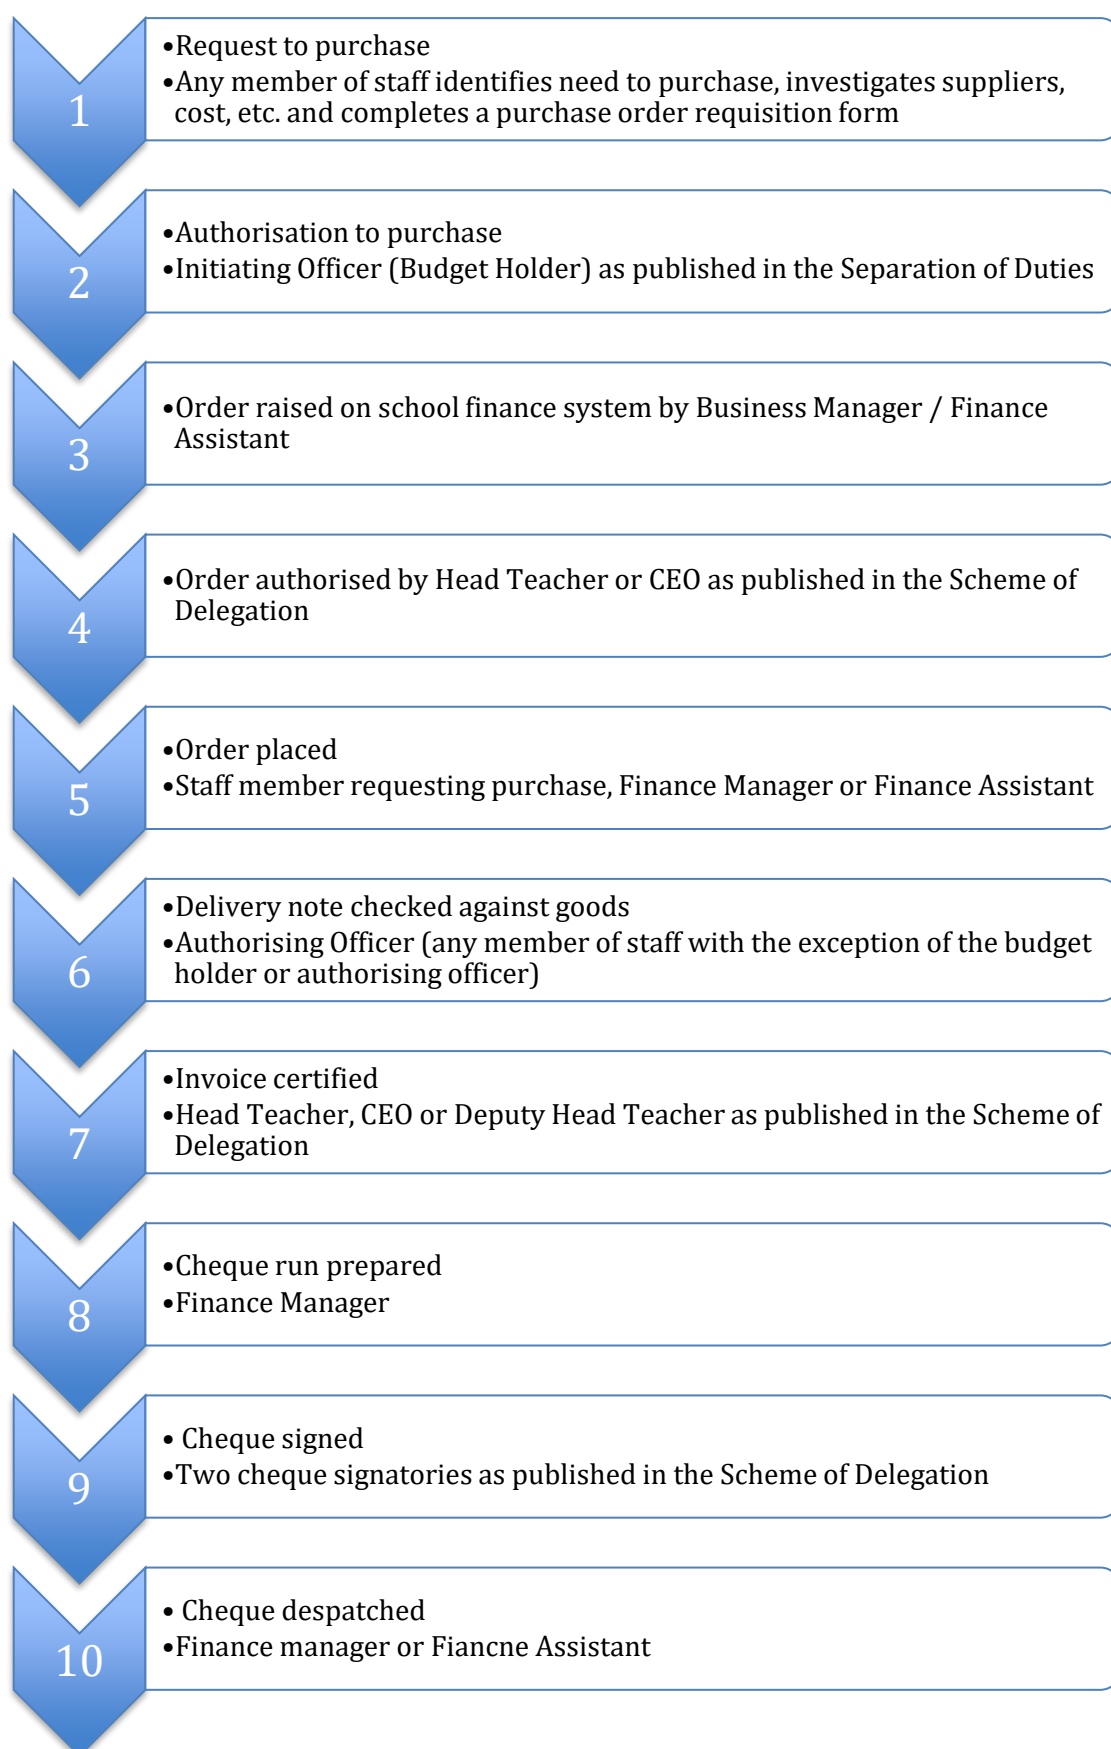 1
•Request to purchase
•Any member of staff identifies need to purchase, investigates suppliers,
cost, etc. and completes a purchase order requisition form
2
•Authorisation to purchase
•Initiating Officer (Budget Holder) as published in the Separation of Duties
3
•Order raised on school finance system by Business Manager / Finance
Assistant
4
•Order authorised by Head Teacher or CEO as published in the Scheme of
Delegation
5
•Order placed
•Staff member requesting purchase, Finance Manager or Finance Assistant
6
•Delivery note checked against goods
•Authorising Officer (any member of staff with the exception of the budget
holder or authorising officer)
7
•Invoice certified
•Head Teacher, CEO or Deputy Head Teacher as published in the Scheme of
Delegation
8
•Cheque run prepared
•Finance Manager
9
• Cheque signed
•Two cheque signatories as published in the Scheme of Delegation
10
• Cheque despatched
•Finance manager or Fiancne Assistant